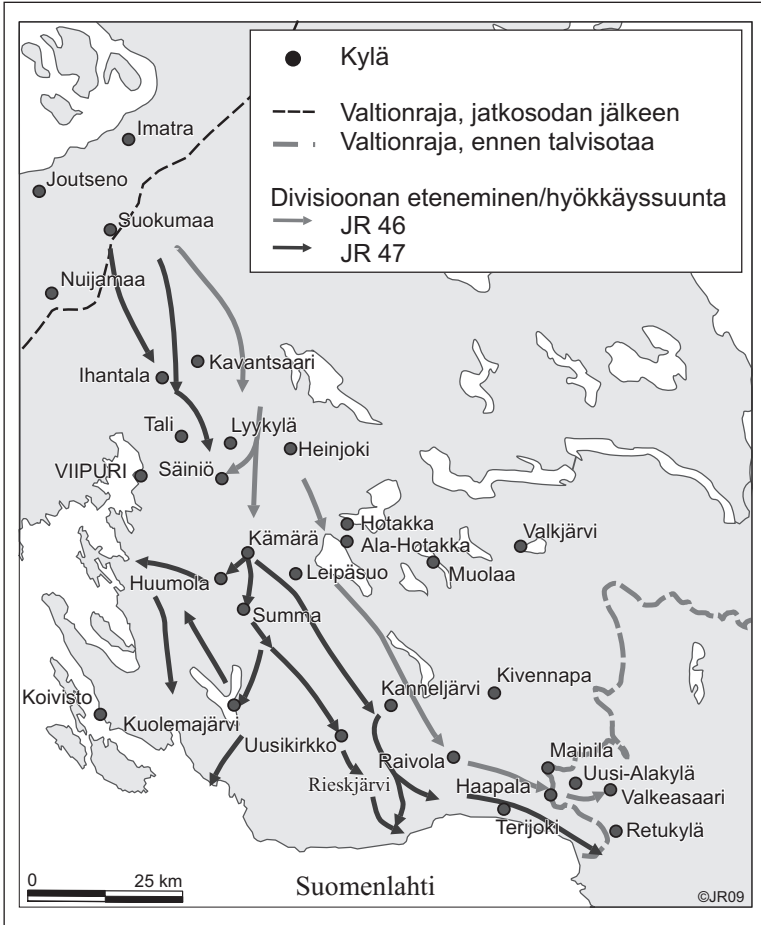 Kylä
Valtionraja, jatkosodan jälkeen
Valtionraja, ennen talvisotaa
Divisioonan eteneminen/hyökkäyssuunta
JR 46
JR 47
Imatra
Joutseno
Suokumaa
Nuijamaa
Kavantsaari
Ihantala
Tali
Lyykylä
Heinjoki
VIIPURI
Säiniö
Hotakka
Kämärä
Ala-Hotakka
Valkjärvi
Leipäsuo
Muolaa
Huumola
Summa
Kivennapa
Koivisto
Kanneljärvi
Kuolemajärvi
Uusikirkko
Mainila
Raivola
Uusi-Alakylä
Rieskjärvi
Haapala
Valkeasaari
Terijoki
Retukylä
0 25 km
Suomenlahti
©JR09